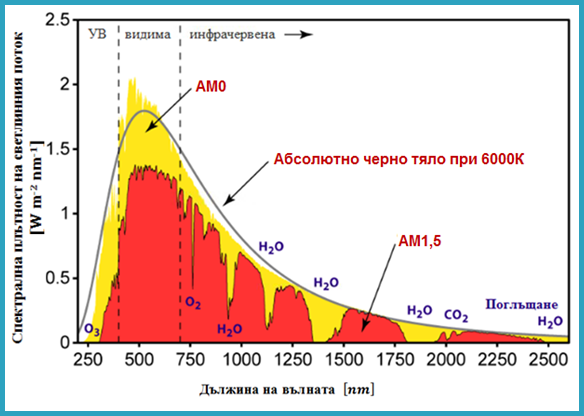 УВ видима инфрачервена
AM0
Абсолютно черно тяло при 6000К
AM1,5
H2O
H2O
H2O
CO2
Поглъщане
H2O
O3
O2
H2O
Спектрална плътност на светлинния поток
[W m-2 nm-1]
2.5
2
1.5
1
0.5
0
250 500 750 1000 1250 1500 1750 2000 2250 2500
Дължина на вълната [nm]